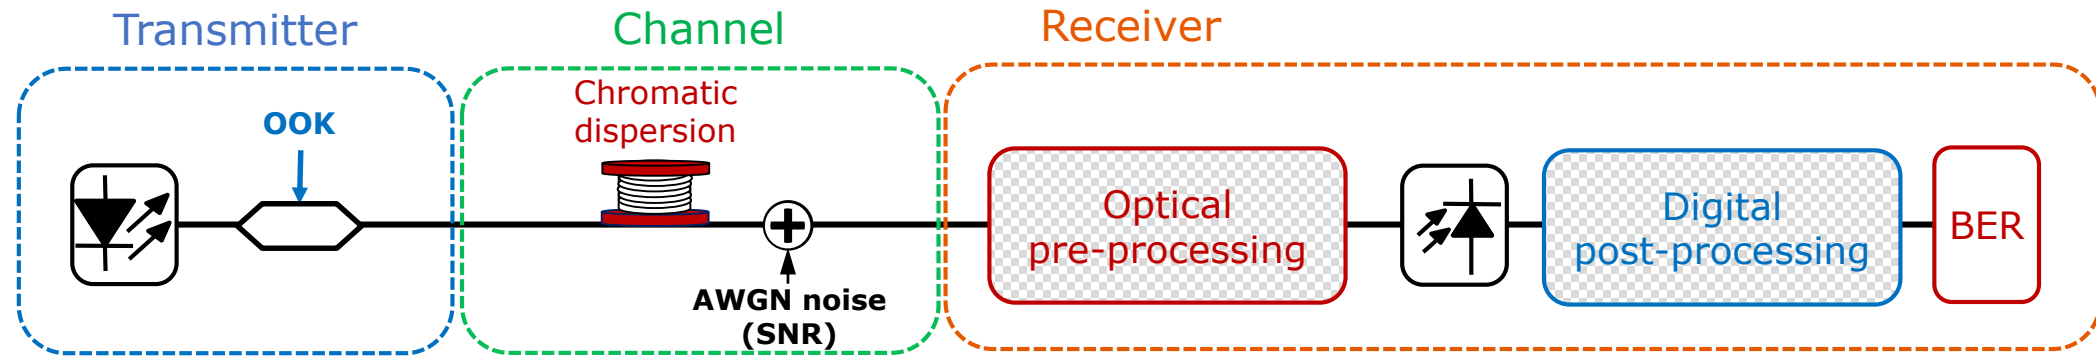 Transmitter
Channel
Receiver
OOK
Chromatic
dispersion
AWGN noise
(SNR)
Optical
pre-processing
Digital
post-processing
BER